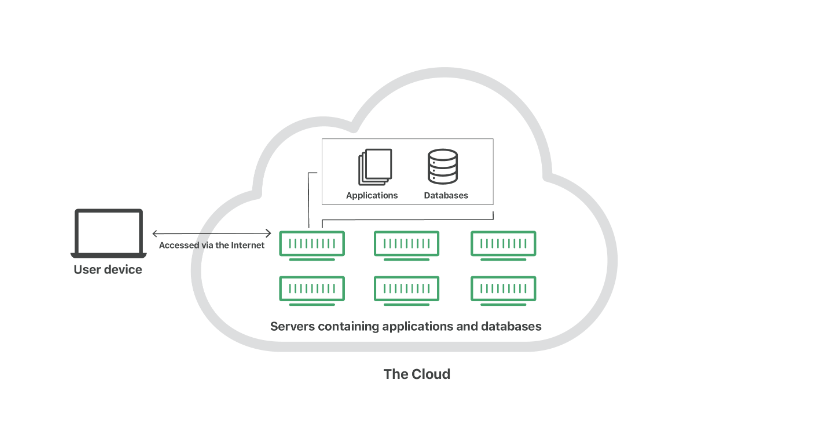 Applications
Databases
Accessed via the Internet
User device
Servers containing applications and databases
The Cloud